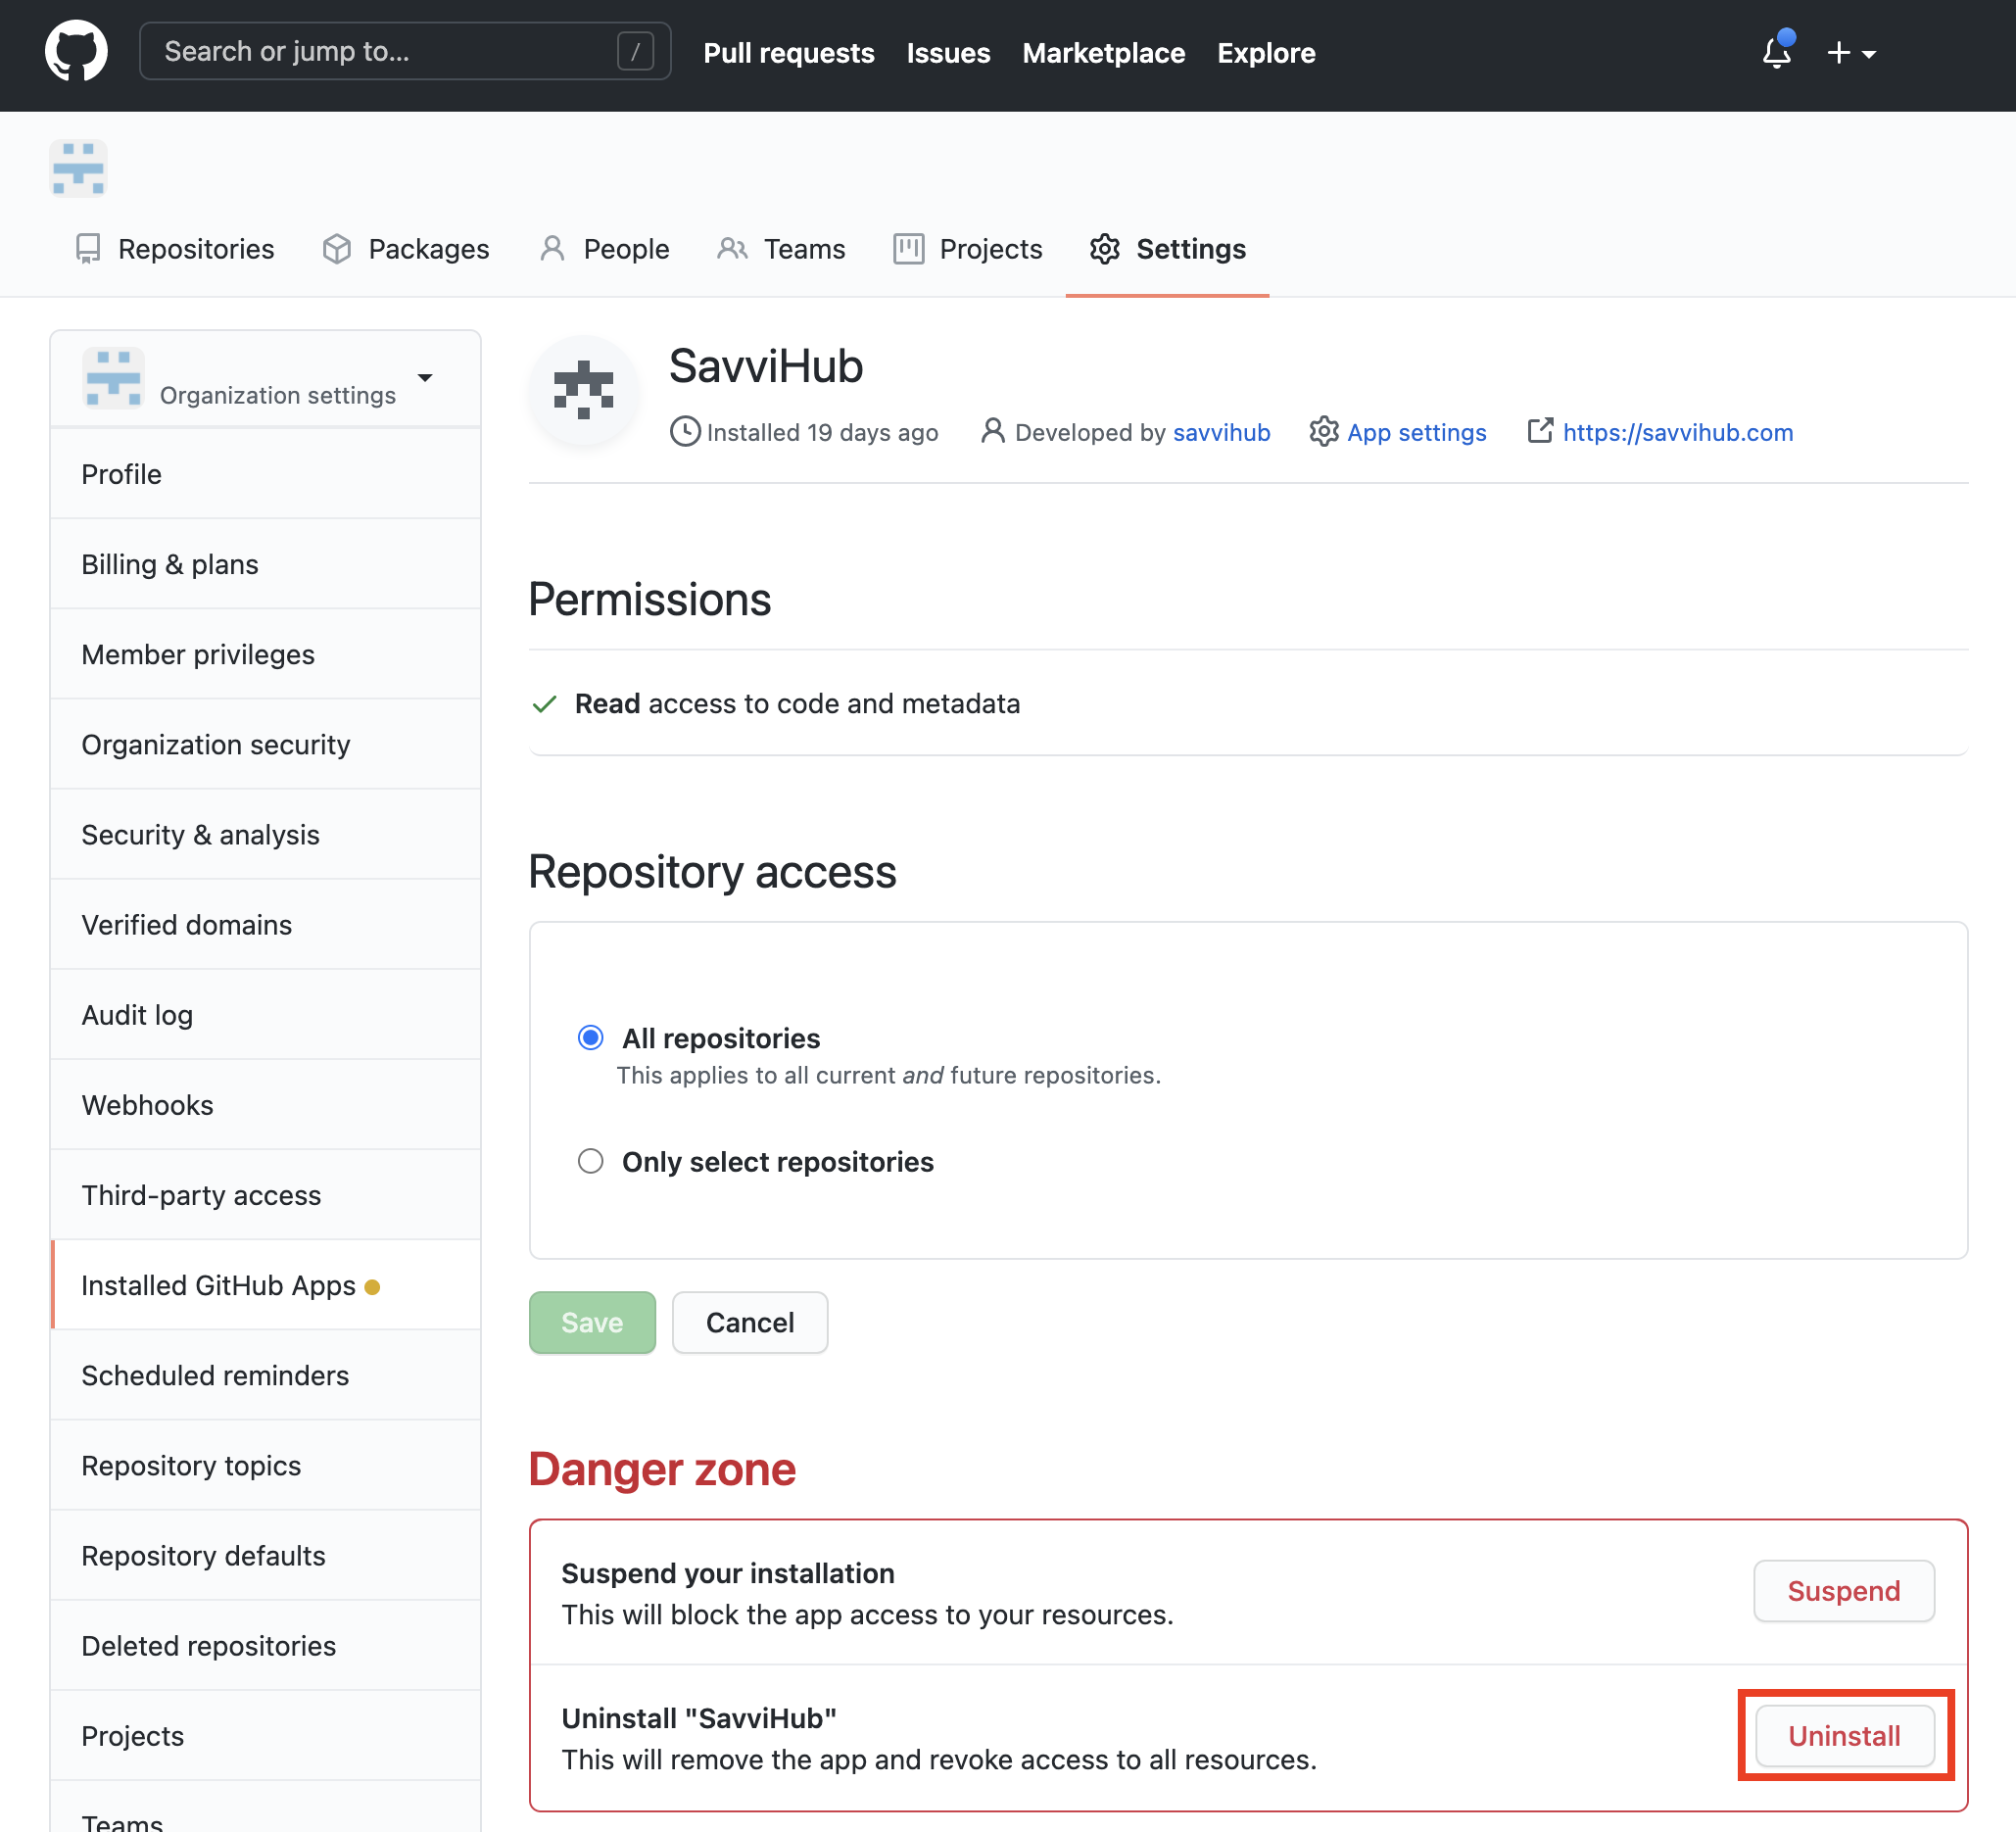 Search or jump to... /
Pull requests Issues Marketplace Explore
Repositories Packages People Teams Projects Settings
Organization settings
Profile
Billing & plans
Member privileges
Organization security
Security & analysis
Verified domains
Audit log
Webhooks
Third-party access
Installed GitHub Apps
Scheduled reminders
Repository topics
Repository defaults
Deleted repositories
Projects
Teams
SavviHub
Installed 19 days ago Developed by savvihub App settings https://savvihub.com
Permissions
Read access to code and metadata
Repository access
All repositories
This applies to all current and future repositories.
Only select repositories
Save Cancel
Danger zone
Suspend your installation
This will block the app access to your resources.
Suspend
Uninstall "SavviHub"
This will remove the app and revoke access to all resources.
Uninstall